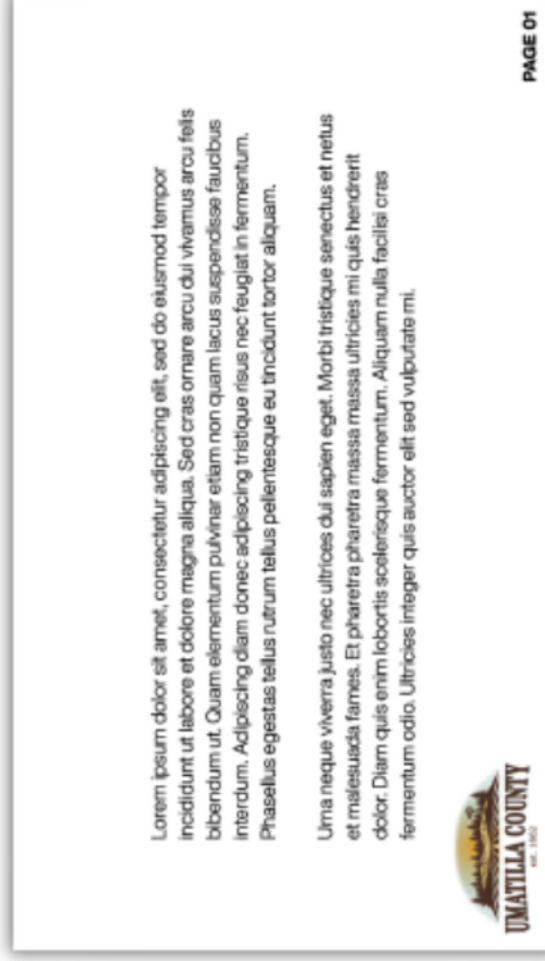 Lorem ipsum dolor sit amet, consectetur adipiscing elit, sed do eiusmod tempor
incididunt ut labore et dolore magna aliqua. Sed cras ornare arcu dui vivamus arcu felis
bibendum ut. Quam elementum pulvinar etiam non quam lacus suspendisse faucibus
interdum. Adipiscing diam donec adipiscing tristique risus nec feugiat in fermentum.
Phasellus egestas tellus rutrum tellus pellentesque eu tincidunt tortor aliquam.
Urna neque viverra justo nec ultrices dui sapien eget. Morbi tristique senectus et netus
et malesuada fames. Et pharetra pharetra massa massa ultricies mi quis hendrerit
dolor. Diam quis enim lobortis scelerisque fermentum. Aliquam nulla facilisi cras
fermentum odio. Ultricies integer quis auctor elit sed vulputate mi.
UMATILLA COUNTY
est. 1862
PAGE 01